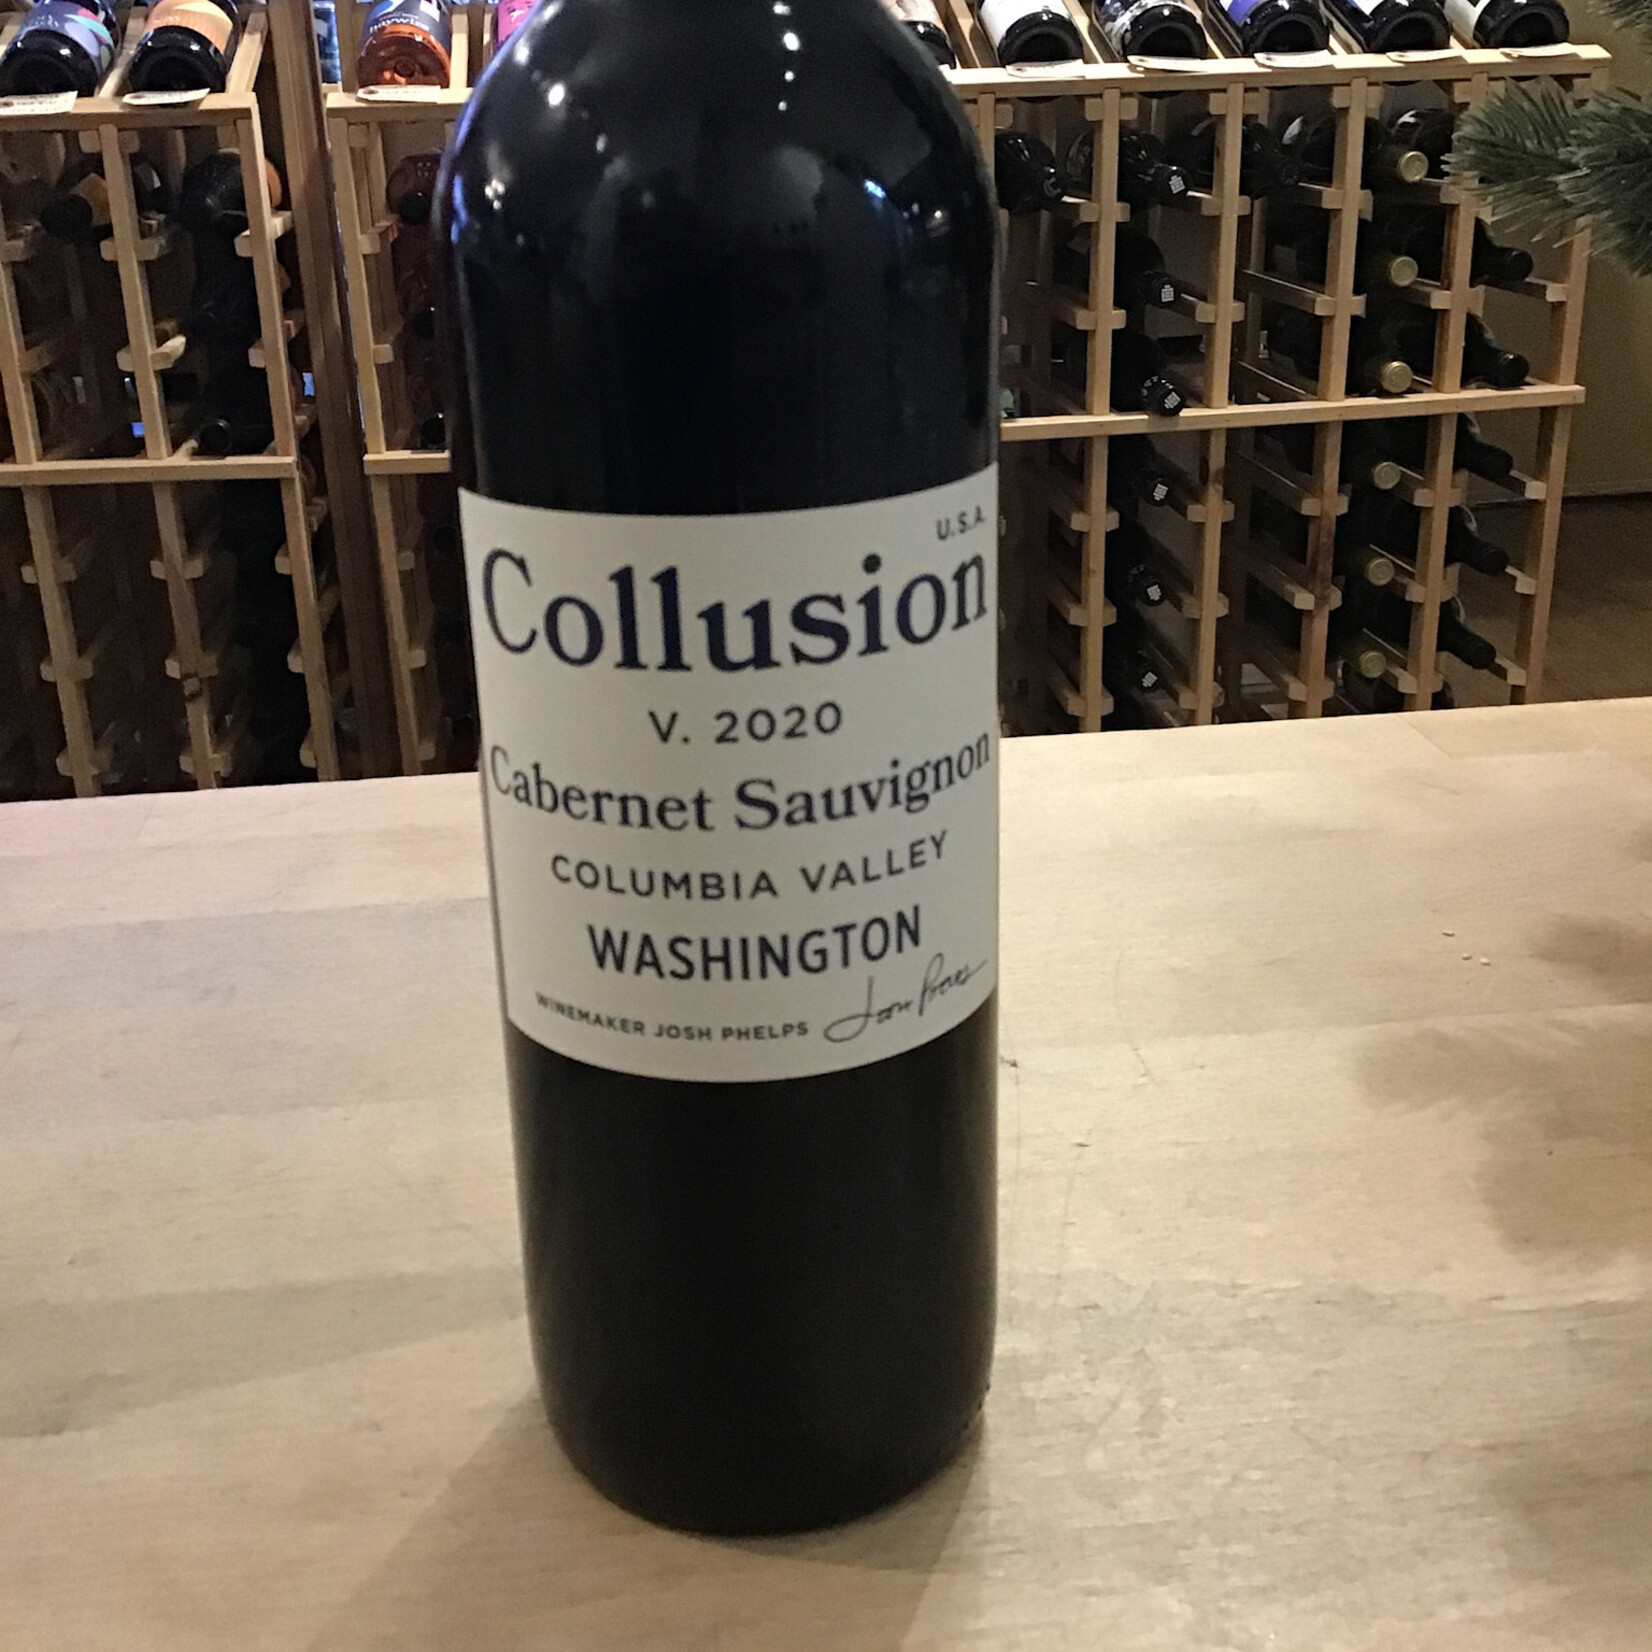 U.S.A.
Collusion
V. 2020
Cabernet Sauvignon
COLUMBIA VALLEY
WASHINGTON
WINEMAKER JOSH PHELPS